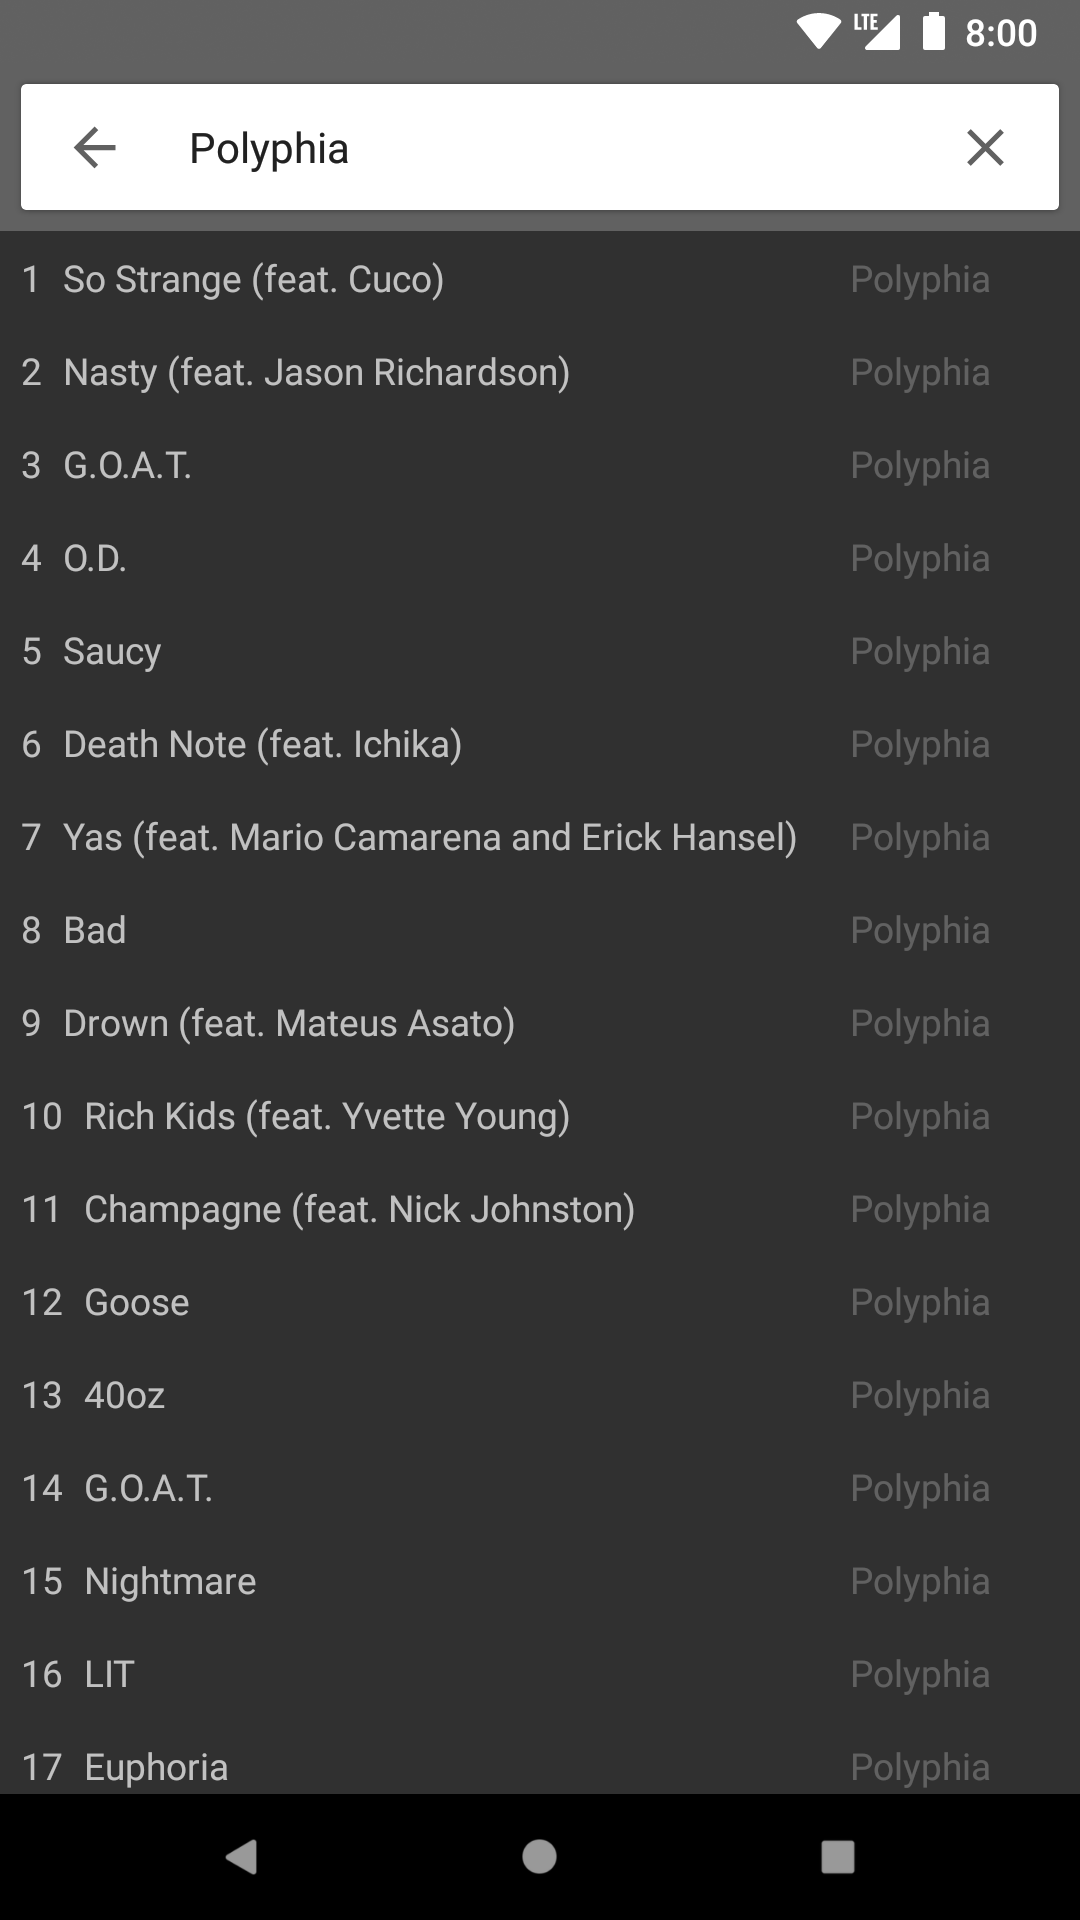 LTE 8:00
Polyphia
1 So Strange (feat. Cuco) Polyphia
2 Nasty (feat. Jason Richardson) Polyphia
3 G.O.A.T. Polyphia
4 O.D. Polyphia
5 Saucy Polyphia
6 Death Note (feat. Ichika) Polyphia
7 Yas (feat. Mario Camarena and Erick Hansel) Polyphia
8 Bad Polyphia
9 Drown (feat. Mateus Asato) Polyphia
10 Rich Kids (feat. Yvette Young) Polyphia
11 Champagne (feat. Nick Johnston) Polyphia
12 Goose Polyphia
13 40oz Polyphia
14 G.O.A.T. Polyphia
15 Nightmare Polyphia
16 LIT Polyphia
17 Euphoria Polyphia